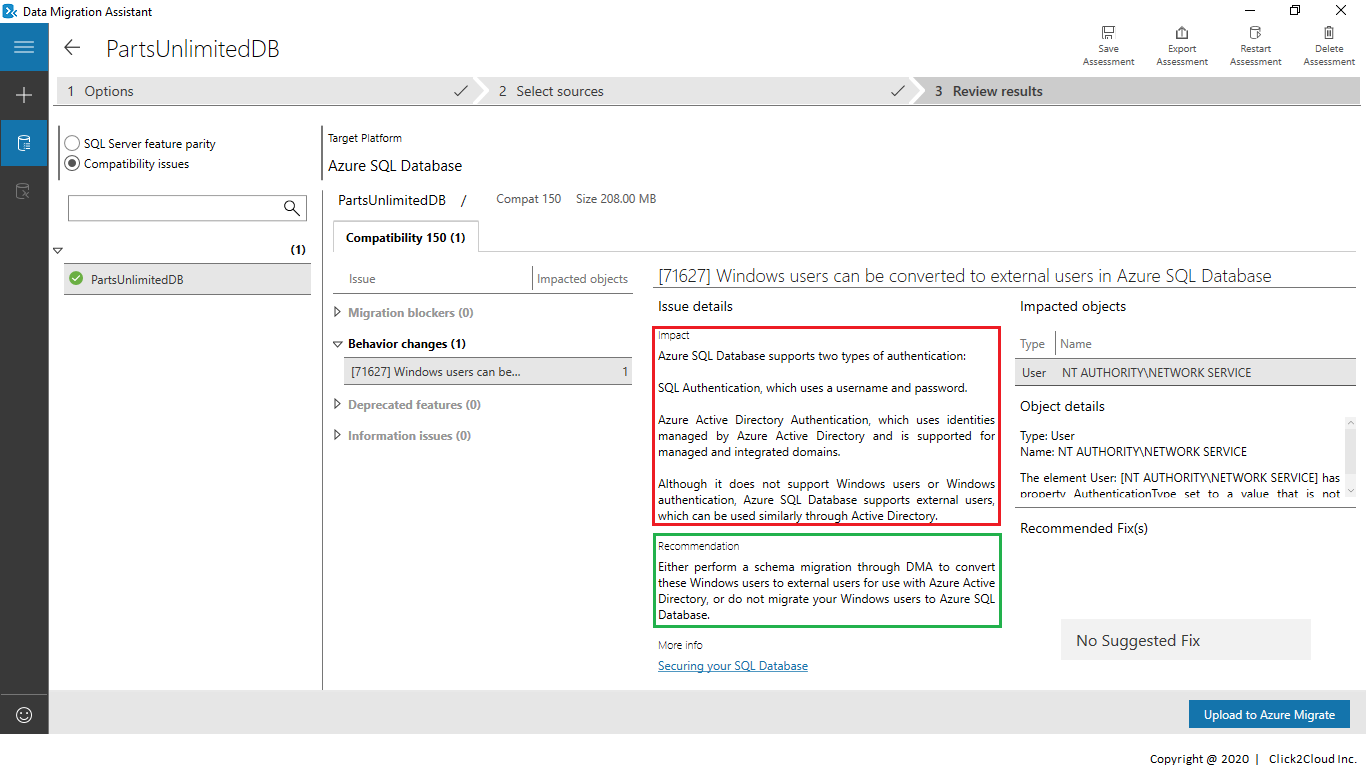 Data Migration Assistant
PartsUnlimitedDB
Save Assessment
Export Assessment
Restart Assessment
Delete Assessment
1 Options
2 Select sources
3 Review results
SQL Server feature parity
Compatibility issues
(1)
PartsUnlimitedDB
Target Platform
Azure SQL Database
PartsUnlimitedDB / Compat 150 Size 208.00 MB
Compatibility 150 (1)
Issue Impacted objects
Migration blockers (0)
Behavior changes (1)
[71627] Windows users can be... 1
Deprecated features (0)
Information issues (0)
[71627] Windows users can be converted to external users in Azure SQL Database
Issue details
Impact
Azure SQL Database supports two types of authentication:
SQL Authentication, which uses a username and password.
Azure Active Directory Authentication, which uses identities
managed by Azure Active Directory and is supported for
managed and integrated domains.
Although it does not support Windows users or Windows
authentication, Azure SQL Database supports external users,
which can be used similarly through Active Directory.
Recommendation
Either perform a schema migration through DMA to convert
these Windows users to external users for use with Azure Active
Directory, or do not migrate your Windows users to Azure SQL
Database.
More info
Securing your SQL Database
Impacted objects
Type Name
User NT AUTHORITY\NETWORK SERVICE
Object details
Type: User
Name: NT AUTHORITY\NETWORK SERVICE
The element User: [NT AUTHORITY\NETWORK SERVICE] has
property AuthenticationType set to a value that is not
Recommended Fix(s)
No Suggested Fix
Upload to Azure Migrate
Copyright @ 2020 | Click2Cloud Inc.